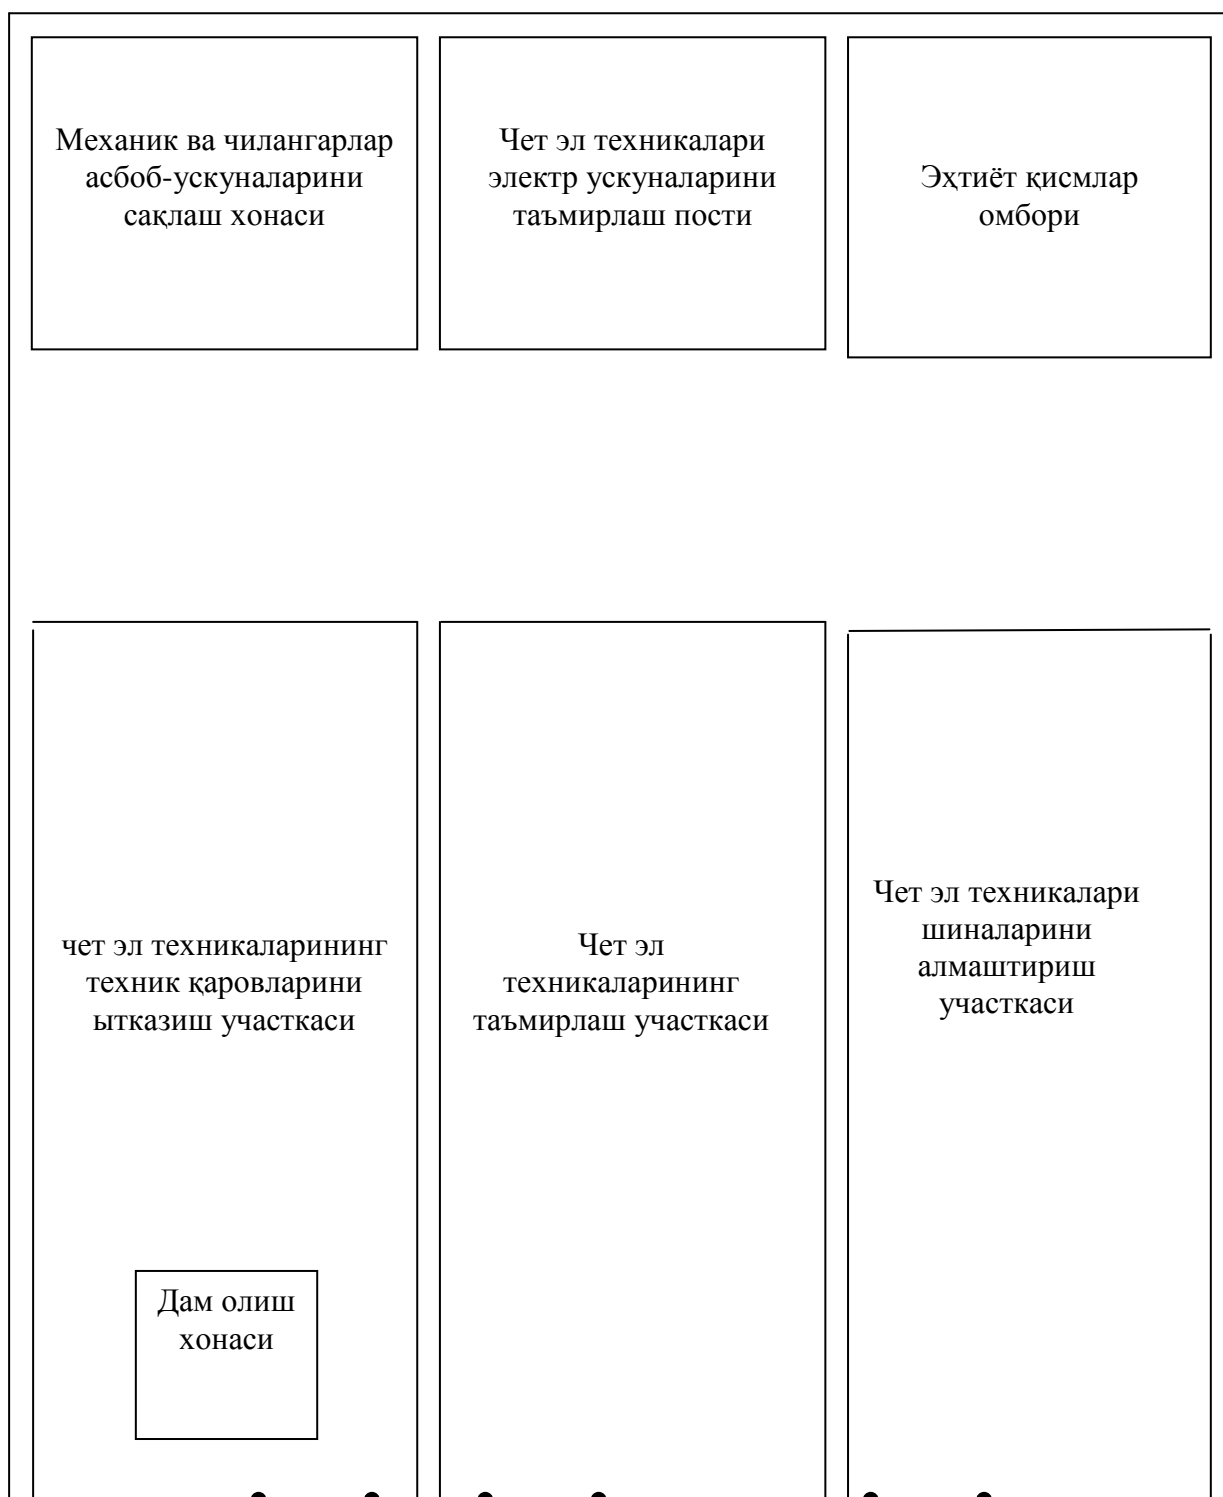 Механик ва чилангарлар
асбоб-ускуналарини
сақлаш хонаси
Чет эл техникалари
электр ускуналарини
таъмирлаш пости
Эҳтиёт қисмлар
омбори
чет эл техникаларининг
техник қаровларини
ытказиш участкаси
Чет эл
техникаларининг
таъмирлаш участкаси
Чет эл техникалари
шиналарини
алмаштириш
участкаси
Дам олиш
хонаси